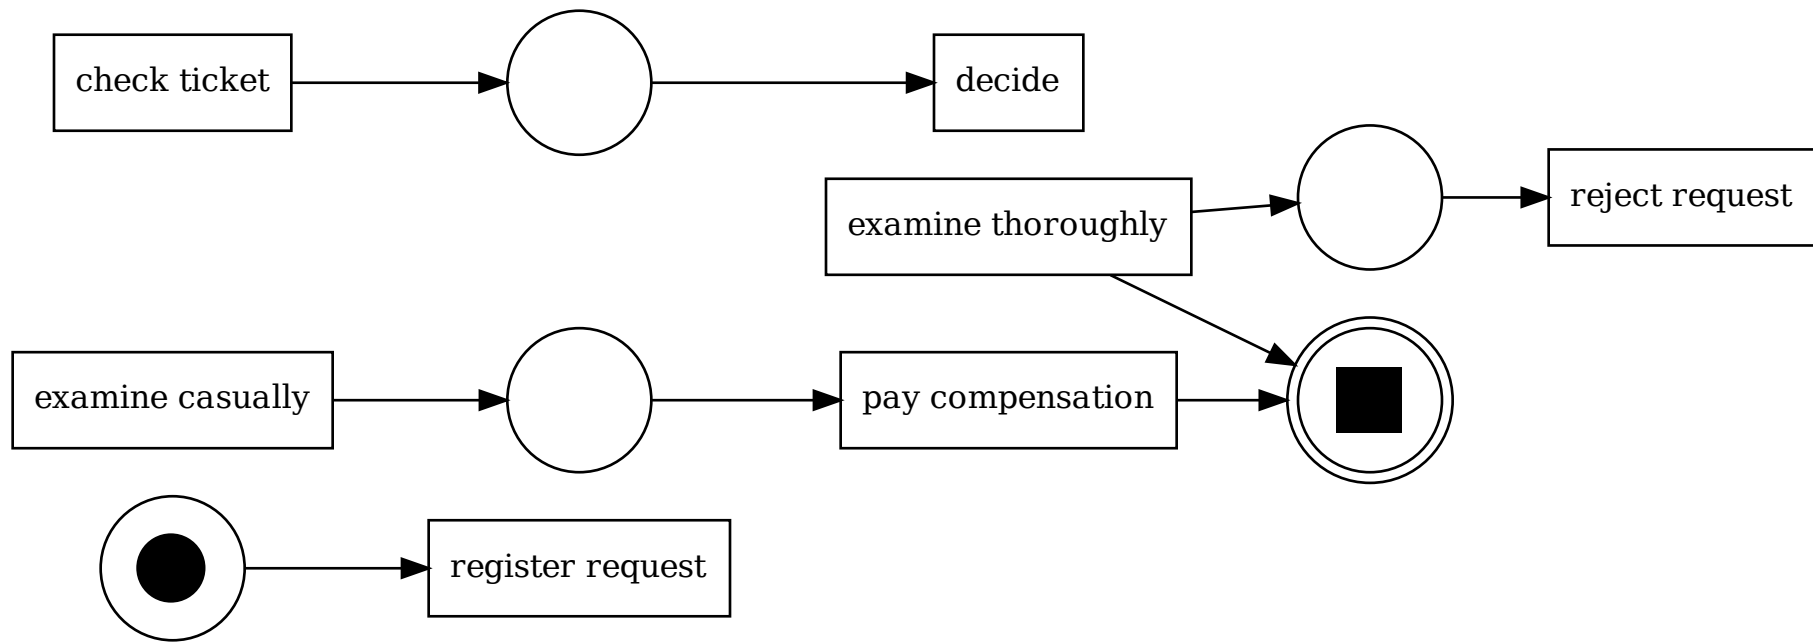 check ticket
decide
examine thoroughly
reject request
examine casually
pay compensation
register request